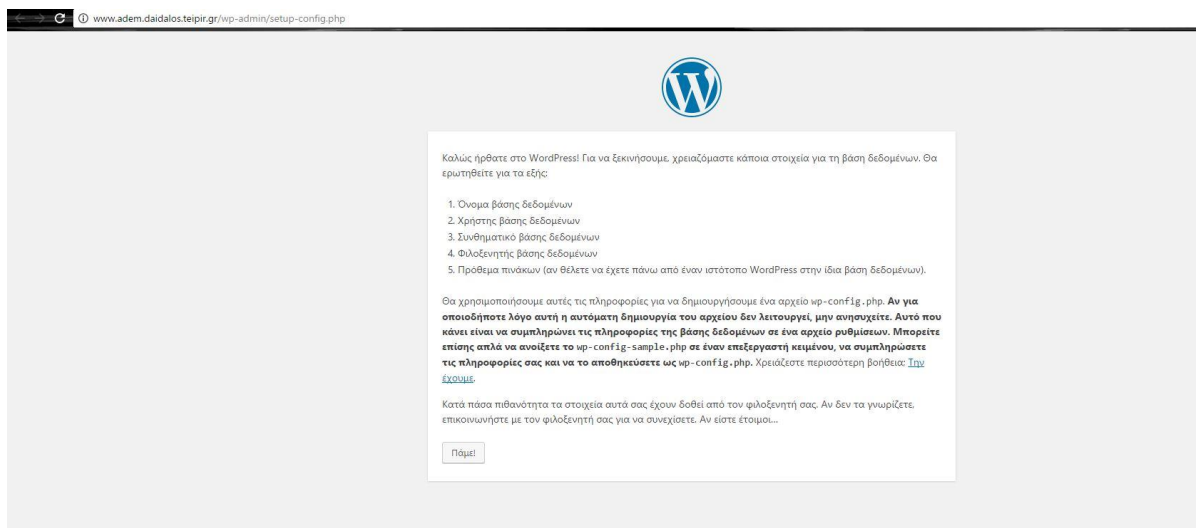 www.adem.daidalos.teipir.gr/wp-admin/setup-config.php
W
Καλώς ήρθατε στο WordPress! Για να ξεκινήσουμε, χρειαζόμαστε κάποια στοιχεία για τη βάση δεδομένων. Θα
ερωτηθείτε για τα εξής:
1. Όνομα βάσης δεδομένων
2. Χρήστης βάσης δεδομένων
3. Συνθηματικό βάσης δεδομένων
4. Φιλοξενητής βάσης δεδομένων
5. Πρόθεμα πινάκων (αν θέλετε να έχετε πάνω από έναν ιστότοπο WordPress στην ίδια βάση δεδομένων).
Θα χρησιμοποιήσουμε αυτές τις πληροφορίες για να δημιουργήσουμε ένα αρχείο wp-config.php. Αν για
οποιοδήποτε λόγο αυτή η αυτόματη δημιουργία του αρχείου δεν λειτουργεί, μην ανησυχείτε. Αυτό που
κάνει είναι να συμπληρώνει τις πληροφορίες της βάσης δεδομένων σε ένα αρχείο ρυθμίσεων. Μπορείτε
επίσης απλά να ανοίξετε το wp-config-sample.php σε έναν επεξεργαστή κειμένου, να συμπληρώσετε
τις πληροφορίες σας και να το αποθηκεύσετε ως wp-config.php. Χρειάζεστε περισσότερη βοήθεια; Την
έχουμε.
Κατά πάσα πιθανότητα τα στοιχεία αυτά σας έχουν δοθεί από τον φιλοξενητή σας. Αν δεν τα γνωρίζετε,
επικοινωνήστε με τον φιλοξενητή σας για να συνεχίσετε. Αν είστε έτοιμοι...
Πάμε!